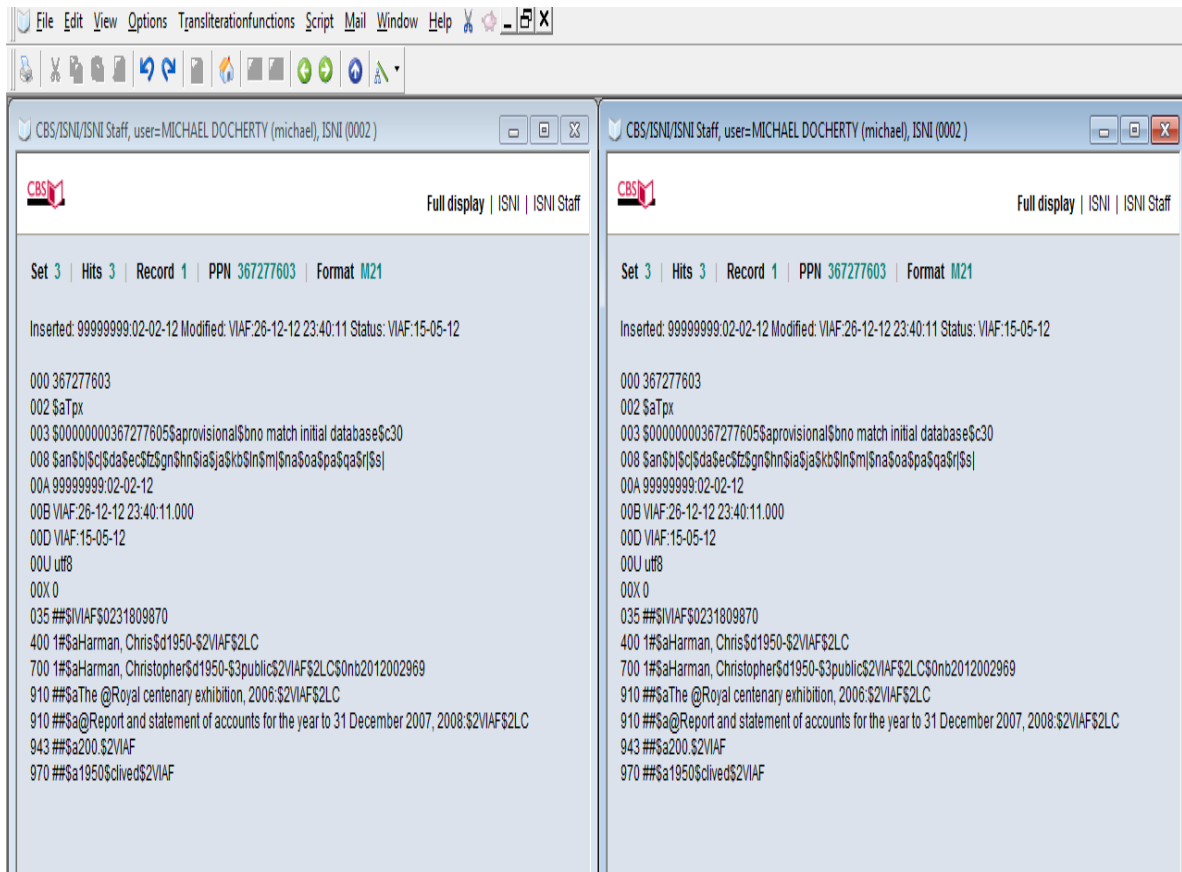 File Edit View Options Transliterationfunctions Script Mail Window Help
CBS/ISNI/ISNI Staff, user=MICHAEL DOCHERTY (michael), ISNI (0002 )
CBS
Full display | ISNI | ISNI Staff
Set 3 | Hits 3 | Record 1 | PPN 367277603 | Format M21
Inserted: 99999999:02-02-12 Modified: VIAF:26-12-12 23:40:11 Status: VIAF:15-05-12
000 367277603
002 $aTpx
003 $00000000367277605$aprovisional$bno match initial database$c30
008 $an$b|$c|$da$ec$fz$gn$hn$ia$ja$kb$ln$m|$na$oa$pa$qa$r|$s|
00A 99999999:02-02-12
00B VIAF:26-12-12 23:40:11.000
00D VIAF:15-05-12
00U utf8
00X 0
035 ##$IVIAF$0231809870
400 1#$aHarman, Chris$d1950-$2VIAF$2LC
700 1#$aHarman, Christopher$d1950-$3public$2VIAF$2LC$0nb2012002969
910 ##$aThe @Royal centenary exhibition, 2006:$2VIAF$2LC
910 ##$a@Report and statement of accounts for the year to 31 December 2007, 2008:$2VIAF$2LC
943 ##$a200.$2VIAF
970 ##$a1950$clived$2VIAF
CBS/ISNI/ISNI Staff, user=MICHAEL DOCHERTY (michael), ISNI (0002 )
CBS
Full display | ISNI | ISNI Staff
Set 3 | Hits 3 | Record 1 | PPN 367277603 | Format M21
Inserted: 99999999:02-02-12 Modified: VIAF:26-12-12 23:40:11 Status: VIAF:15-05-12
000 367277603
002 $aTpx
003 $00000000367277605$aprovisional$bno match initial database$c30
008 $an$b|$c|$da$ec$fz$gn$hn$ia$ja$kb$ln$m|$na$oa$pa$qa$r|$s|
00A 99999999:02-02-12
00B VIAF:26-12-12 23:40:11.000
00D VIAF:15-05-12
00U utf8
00X 0
035 ##$IVIAF$0231809870
400 1#$aHarman, Chris$d1950-$2VIAF$2LC
700 1#$aHarman, Christopher$d1950-$3public$2VIAF$2LC$0nb2012002969
910 ##$aThe @Royal centenary exhibition, 2006:$2VIAF$2LC
910 ##$a@Report and statement of accounts for the year to 31 December 2007, 2008:$2VIAF$2LC
943 ##$a200.$2VIAF
970 ##$a1950$clived$2VIAF